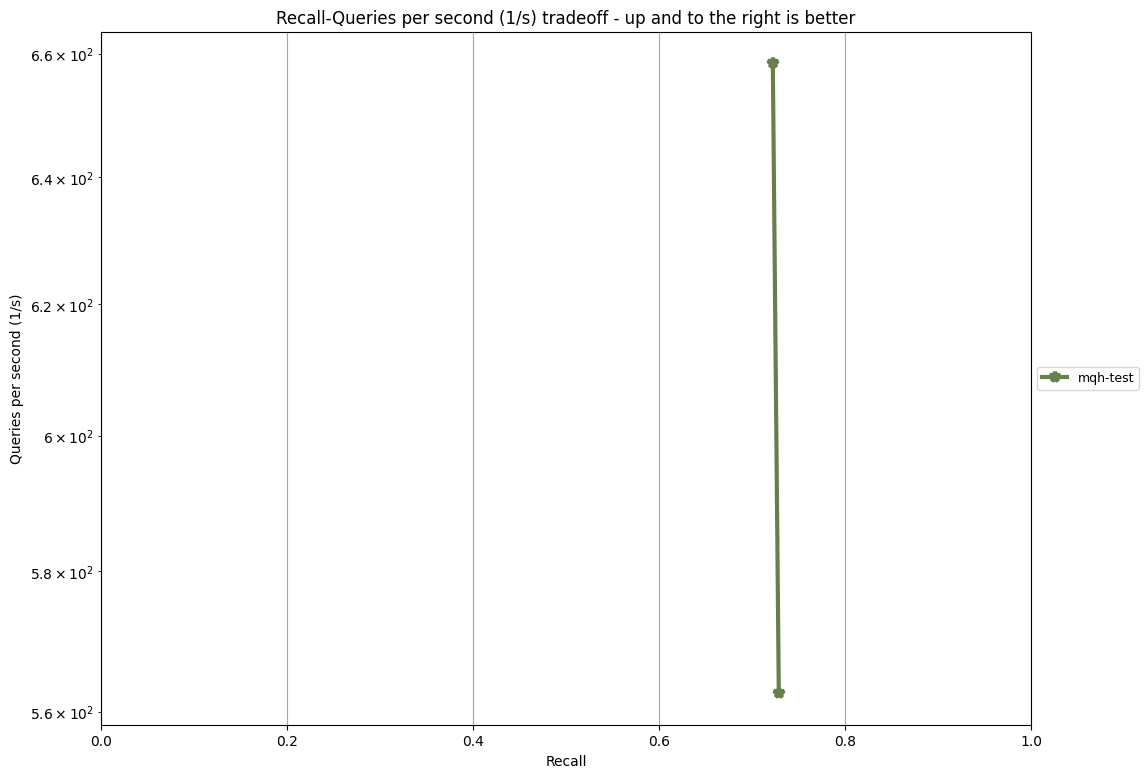 Recall-Queries per second (1/s) tradeoff - up and to the right is better
6.6 × 10²
6.4 × 10²
6.2 × 10²
6 × 10²
5.8 × 10²
5.6 × 10²
Queries per second (1/s)
mqh-test
0.0 0.2 0.4 0.6 0.8 1.0
Recall